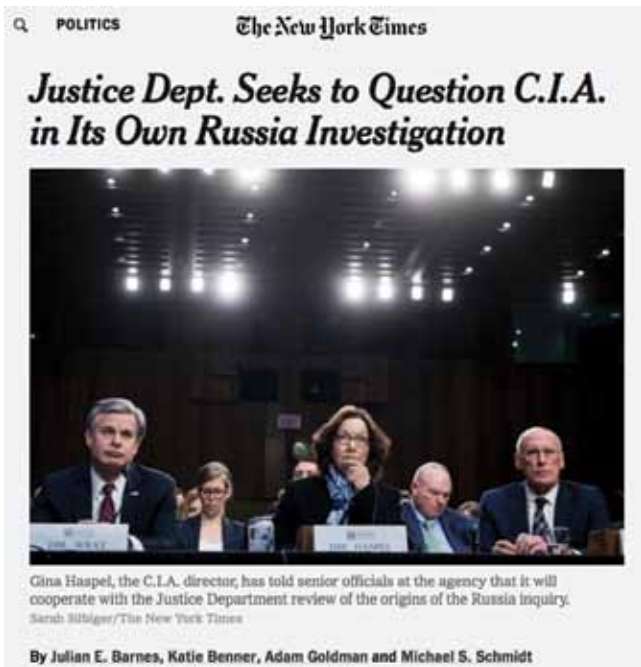 POLITICS
The New York Times
Justice Dept. Seeks to Question C.I.A.
in Its Own Russia Investigation
WRAY
HASPEL
Gina Haspel, the C.I.A. director, has told senior officials at the agency that it will
cooperate with the Justice Department review of the origins of the Russia inquiry.
Sarah Silbiger/The New York Times
By Julian E. Barnes, Katie Benner, Adam Goldman and Michael S. Schmidt